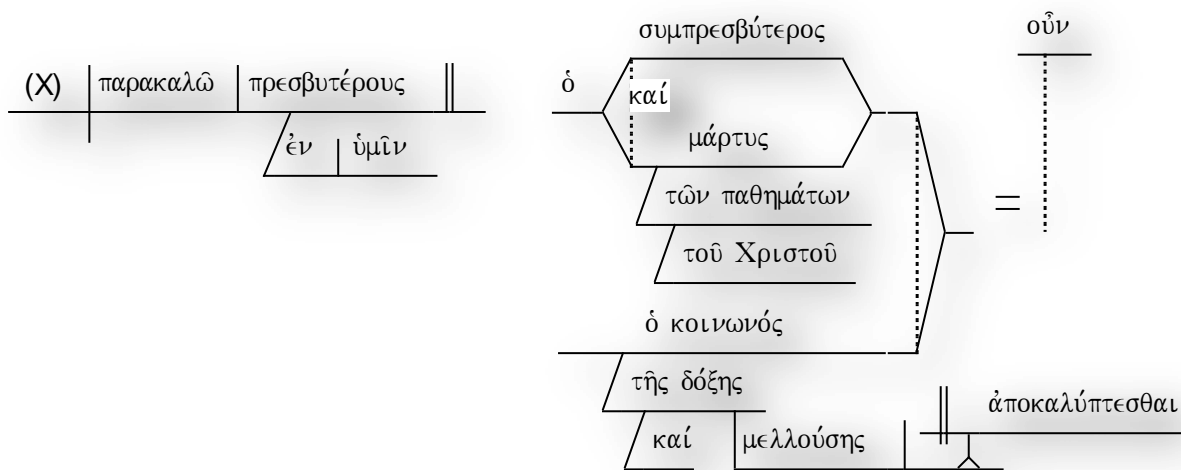 συμπρεσβύτερος οὖν
(X) παρακαλῶ πρεσβυτέρους ὁ καί
ἐν ὑμῖν μάρτυς
τῶν παθημάτων =
τοῦ Χριστοῦ
ὁ κοινωνός
τῆς δόξης
ἀποκαλύπτεσθαι
καί μελλούσης